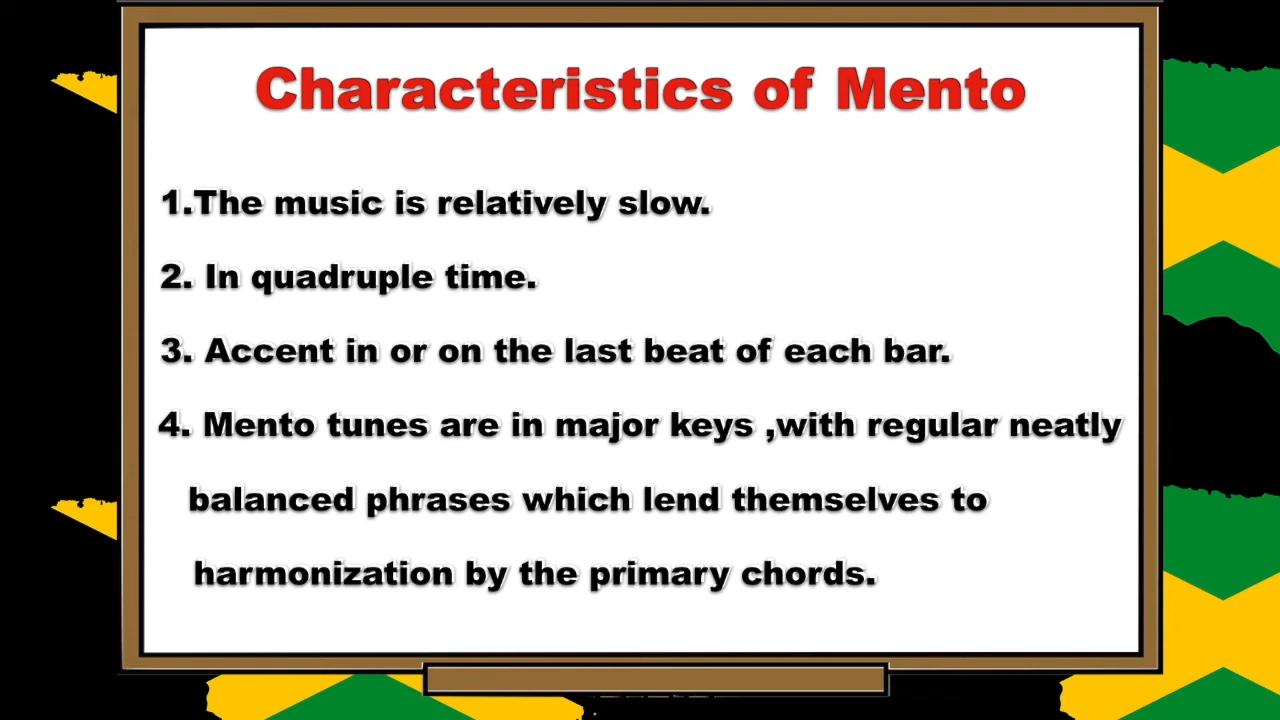 Characteristics of Mento
1.The music is relatively slow.
2. In quadruple time.
3. Accent in or on the last beat of each bar.
4. Mento tunes are in major keys ,with regular neatly
balanced phrases which lend themselves to
harmonization by the primary chords.